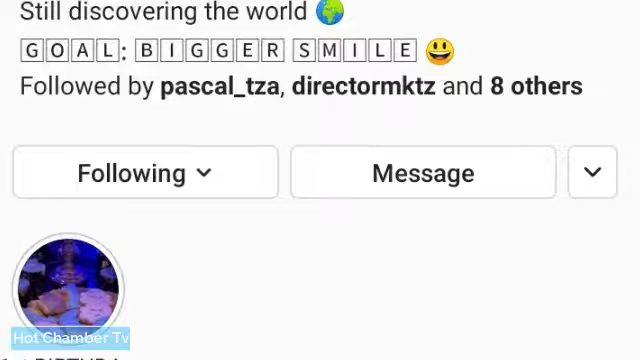 Still discovering the world 🌍
🄶🄾🄰🄻: 🄱🄸🄶🄶🄴🅁 🅂🄼🄸🄻🄴 😃
Followed by pascal_tza, directormktz and 8 others
Following
Message
Hot Chamber Tv